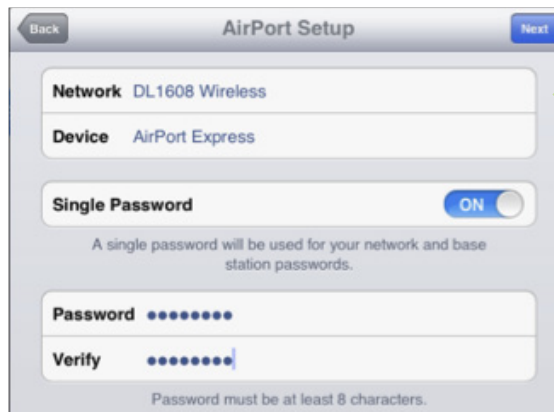 Back AirPort Setup Next
Network DL1608 Wireless
Device AirPort Express
Single Password ON
A single password will be used for your network and base
station passwords.
Password ••••••••
Verify ••••••••
Password must be at least 8 characters.